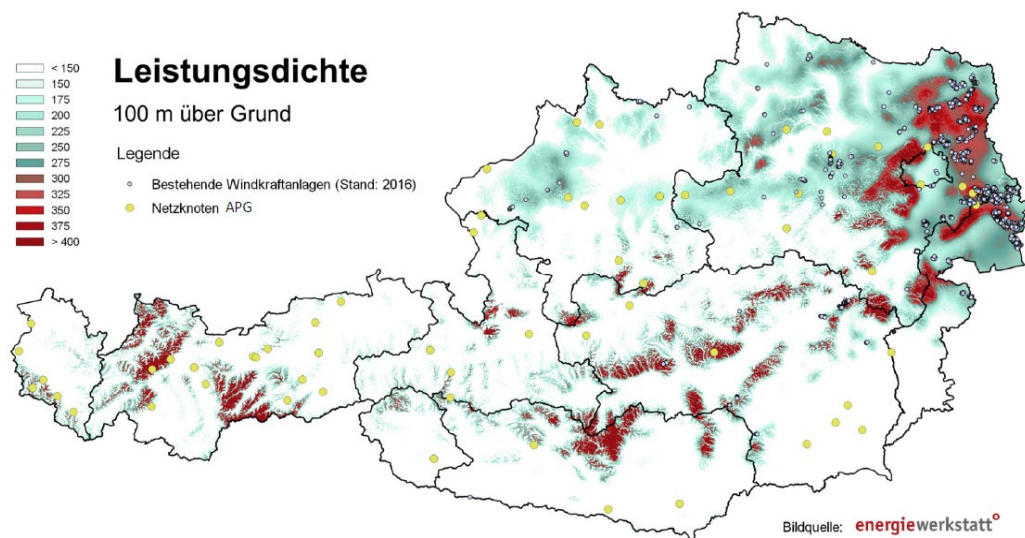 Leistungsdichte
100 m über Grund
Legende
Bestehende Windkraftanlagen (Stand: 2016)
Netzknoten APG
< 150
150
175
200
225
250
275
300
325
350
375
> 400
Bildquelle: energiewerkstatt